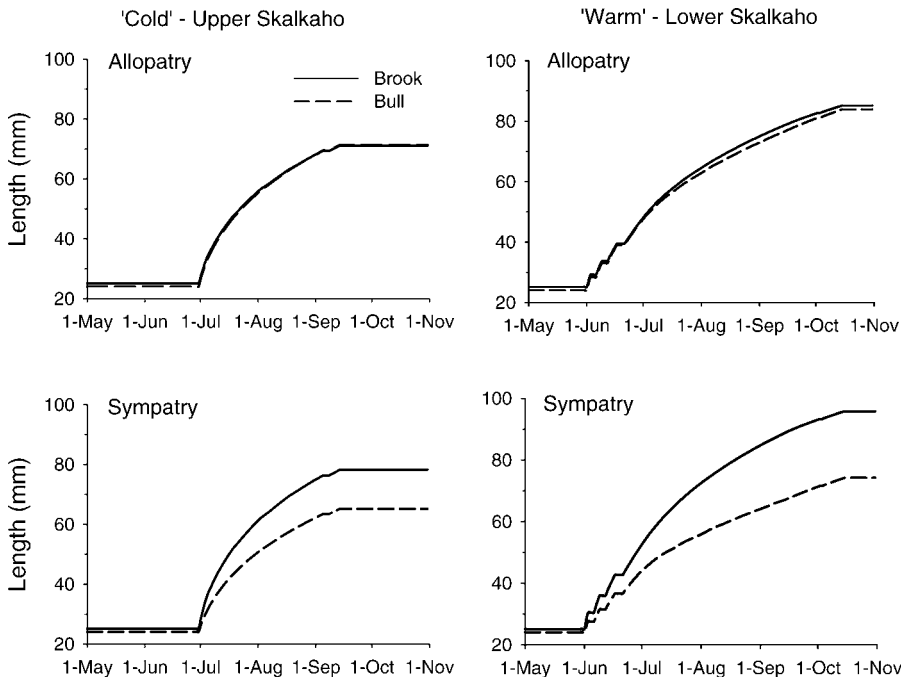 'Cold' - Upper Skalkaho
100
Allopatry
Brook
Bull
80
60
40
20
Length (mm)
1-May 1-Jun 1-Jul 1-Aug 1-Sep 1-Oct 1-Nov
'Warm' - Lower Skalkaho
100
Allopatry
80
60
40
20
1-May 1-Jun 1-Jul 1-Aug 1-Sep 1-Oct 1-Nov
100
Sympatry
80
60
40
20
Length (mm)
1-May 1-Jun 1-Jul 1-Aug 1-Sep 1-Oct 1-Nov
100
Sympatry
80
60
40
20
1-May 1-Jun 1-Jul 1-Aug 1-Sep 1-Oct 1-Nov